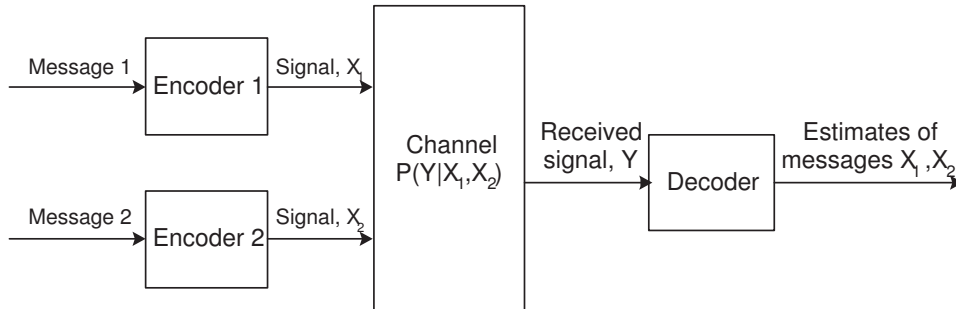 Message 1
Encoder 1
Signal, X₁
Channel
P(Y|X₁,X₂)
Received
signal, Y
Decoder
Estimates of
messages X₁,X₂
Message 2
Encoder 2
Signal, X₂